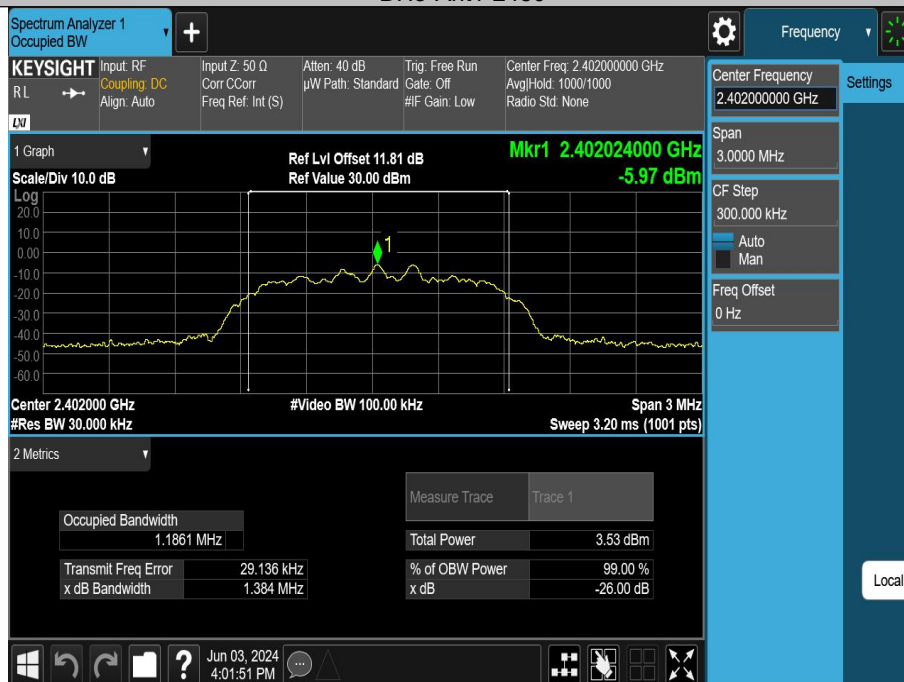 Spectrum Analyzer 1
Occupied BW
Frequency
KEYSIGHT
RL
LXI
Input: RF
Coupling: DC
Align: Auto
Input Z: 50 Ω
Corr CCorr
Freq Ref: Int (S)
Atten: 40 dB
µW Path: Standard
Trig: Free Run
Gate: Off
#IF Gain: Low
Center Freq: 2.402000000 GHz
Avg|Hold: 1000/1000
Radio Std: None
Center Frequency
2.402000000 GHz
Settings
Span
3.0000 MHz
CF Step
300.000 kHz
Auto
Man
Freq Offset
0 Hz
Local
1 Graph
Scale/Div 10.0 dB
Ref Lvl Offset 11.81 dB
Ref Value 30.00 dBm
Mkr1 2.402024000 GHz
-5.97 dBm
Log
20.0
10.0
0.00
-10.0
-20.0
-30.0
-40.0
-50.0
-60.0
1
Center 2.402000 GHz
#Video BW 100.00 kHz
Span 3 MHz
#Res BW 30.000 kHz
Sweep 3.20 ms (1001 pts)
2 Metrics
Measure Trace
Trace 1
Occupied Bandwidth
1.1861 MHz
Total Power
3.53 dBm
Transmit Freq Error
29.136 kHz
% of OBW Power
99.00 %
x dB Bandwidth
1.384 MHz
x dB
-26.00 dB
?
Jun 03, 2024
4:01:51 PM